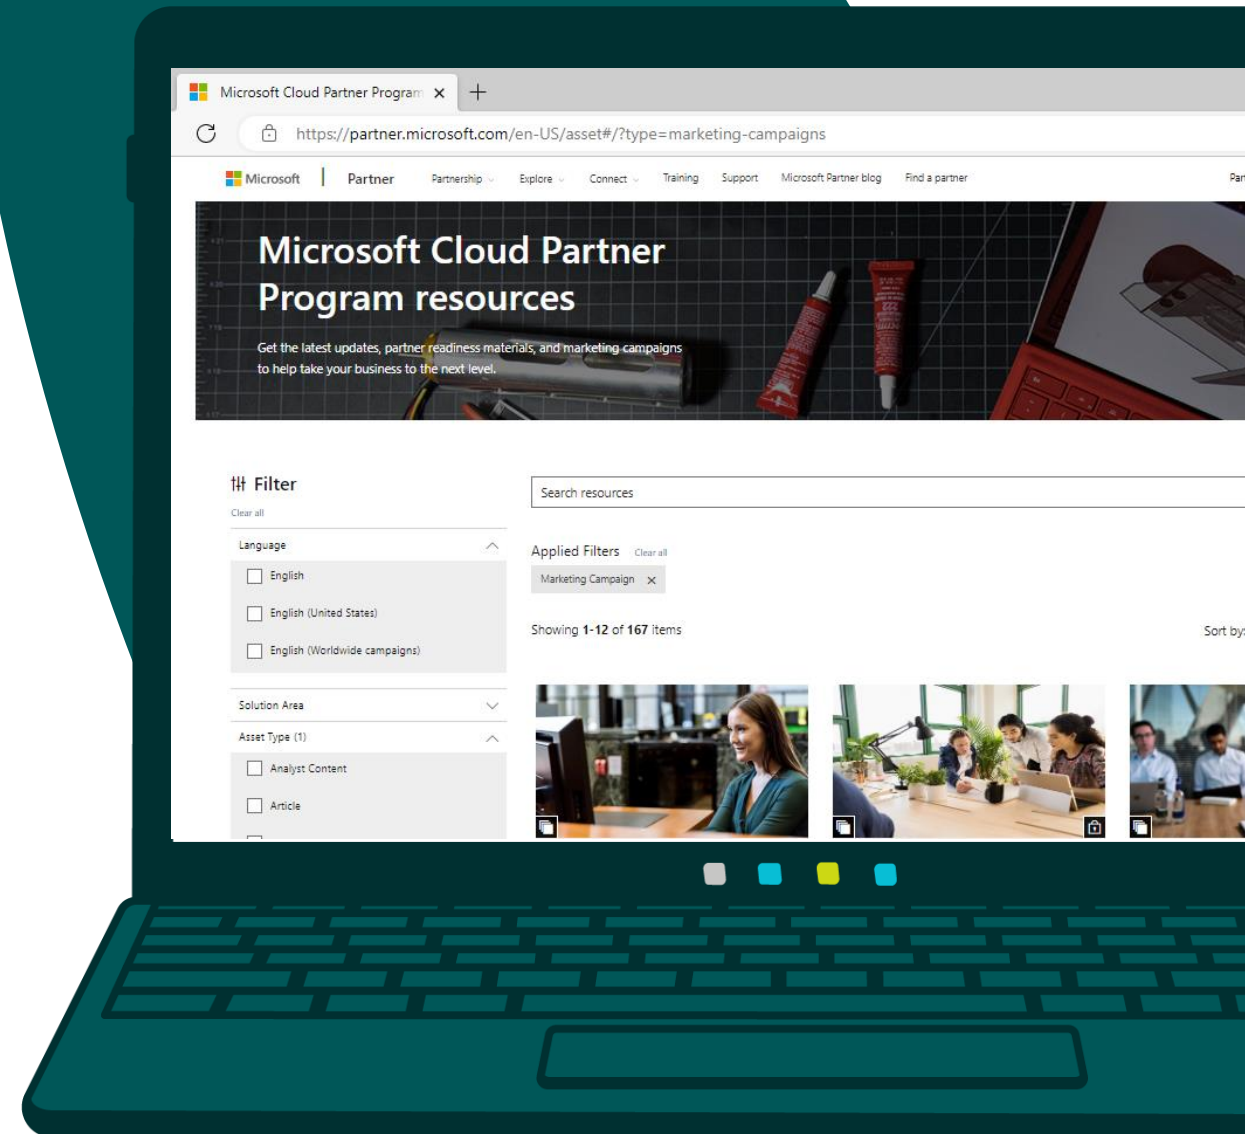 Microsoft Cloud Partner Program
https://partner.microsoft.com/en-US/asset#/?type=marketing-campaigns
Microsoft | Partner Partnership Explore Connect Training Support Microsoft Partner blog Find a partner
Microsoft Cloud Partner
Program resources
Get the latest updates, partner readiness materials, and marketing campaigns
to help take your business to the next level.
Filter
Clear all
Search resources
Language
English
English (United States)
English (Worldwide campaigns)
Applied Filters Clear all
Marketing Campaign
Showing 1-12 of 167 items
Sort by:
Solution Area
Asset Type (1)
Analyst Content
Article